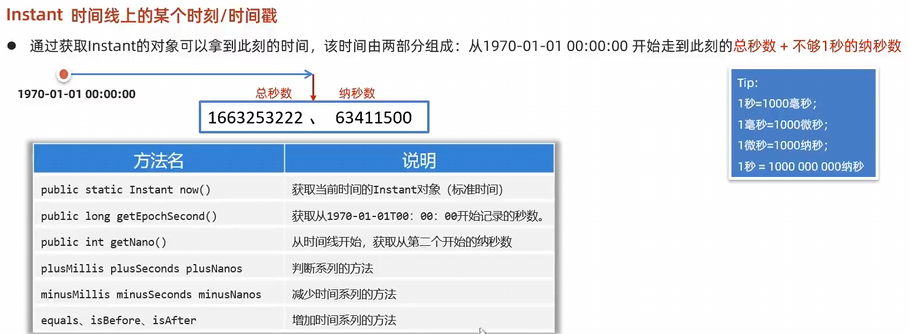 Instant 时间线上的某个时刻/时间戳
● 通过获取Instant的对象可以拿到此刻的时间，该时间由两部分组成：从1970-01-01 00:00:00 开始走到此刻的总秒数 + 不够1秒的纳秒数
1970-01-01 00:00:00
总秒数 纳秒数
1663253222 、 63411500
Tip:
1秒=1000毫秒；
1毫秒=1000微秒；
1微秒=1000纳秒；
1秒 = 1000 000 000纳秒
方法名 说明
public static Instant now() 获取当前时间的Instant对象（标准时间）
public long getEpochSecond() 获取从1970-01-01T00：00：00开始记录的秒数。
public int getNano() 从时间线开始，获取从第二个开始的纳秒数
plusMillis plusSeconds plusNanos 判断系列的方法
minusMillis minusSeconds minusNanos 减少时间系列的方法
equals、isBefore、isAfter 增加时间系列的方法